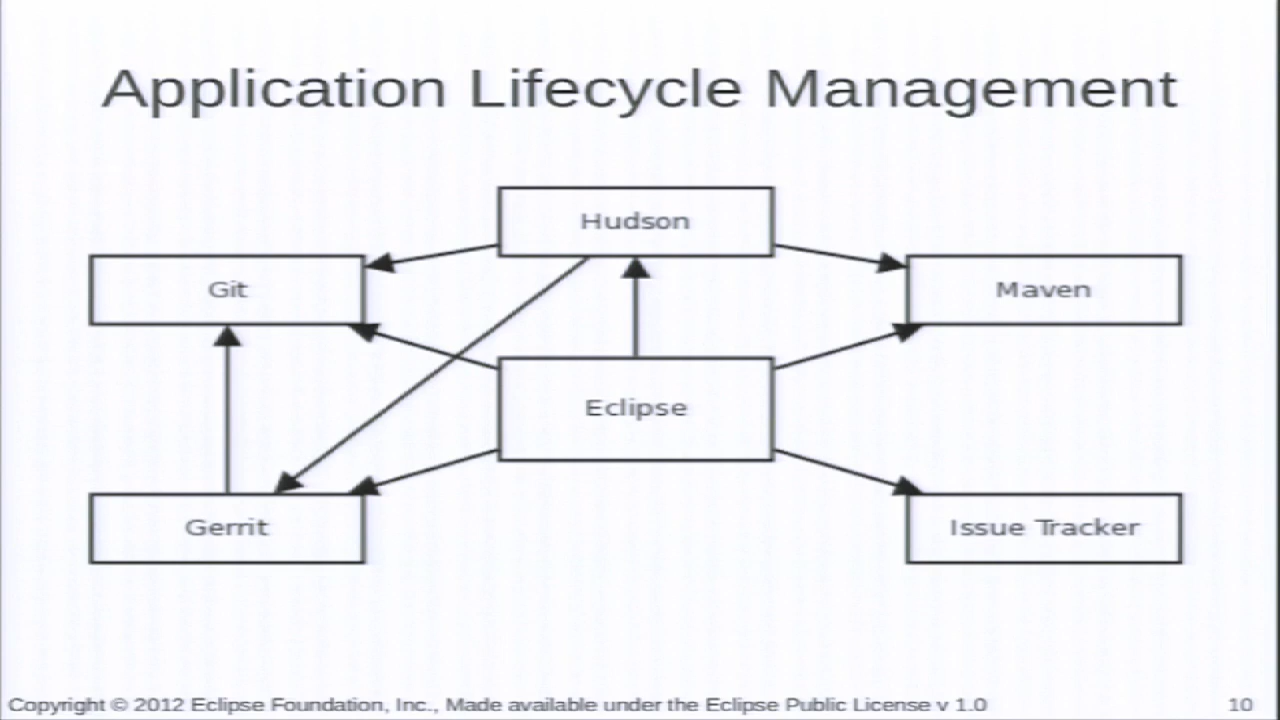 Application Lifecycle Management
Hudson
Git
Maven
Eclipse
Gerrit
Issue Tracker
Copyright © 2012 Eclipse Foundation, Inc., Made available under the Eclipse Public License v 1.0
10